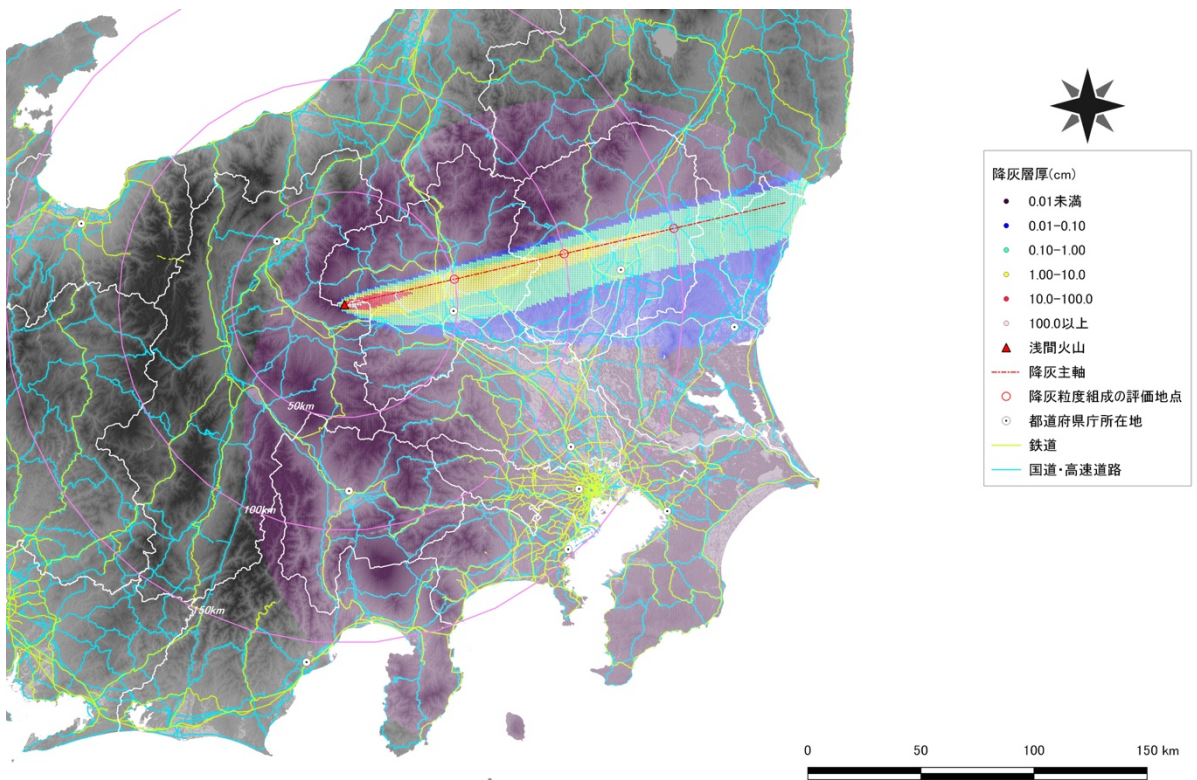 50km
100km
150km
降灰層厚(cm)
0.01未満
0.01-0.10
0.10-1.00
1.00-10.0
10.0-100.0
100.0以上
浅間火山
降灰主軸
降灰粒度組成の評価地点
都道府県庁所在地
鉄道
国道・高速道路
0 50 100 150 km